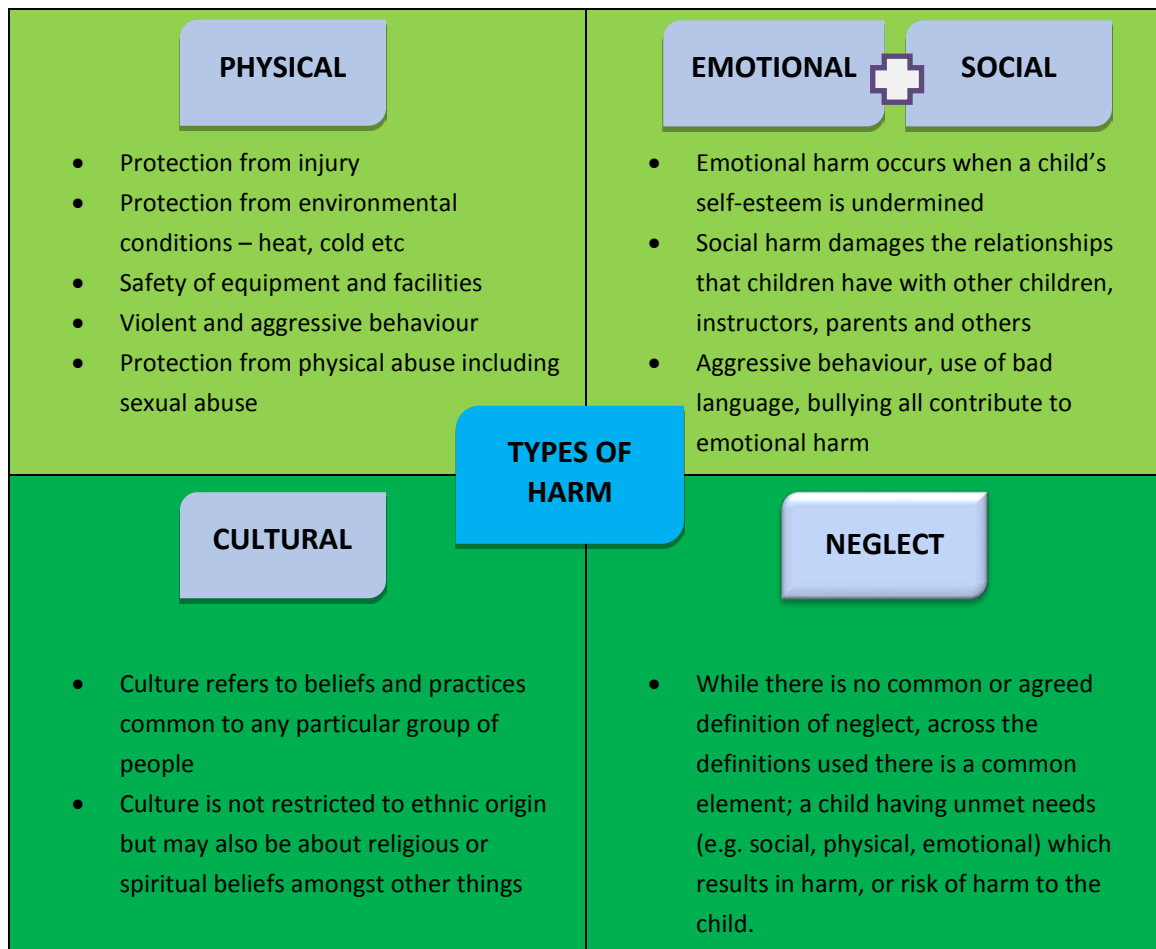 PHYSICAL
• Protection from injury
• Protection from environmental
conditions – heat, cold etc
• Safety of equipment and facilities
• Violent and aggressive behaviour
• Protection from physical abuse including
sexual abuse
EMOTIONAL
SOCIAL
• Emotional harm occurs when a child’s
self-esteem is undermined
• Social harm damages the relationships
that children have with other children,
instructors, parents and others
• Aggressive behaviour, use of bad
language, bullying all contribute to
emotional harm
TYPES OF
HARM
CULTURAL
• Culture refers to beliefs and practices
common to any particular group of
people
• Culture is not restricted to ethnic origin
but may also be about religious or
spiritual beliefs amongst other things
NEGLECT
• While there is no common or agreed
definition of neglect, across the
definitions used there is a common
element; a child having unmet needs
(e.g. social, physical, emotional) which
results in harm, or risk of harm to the
child.